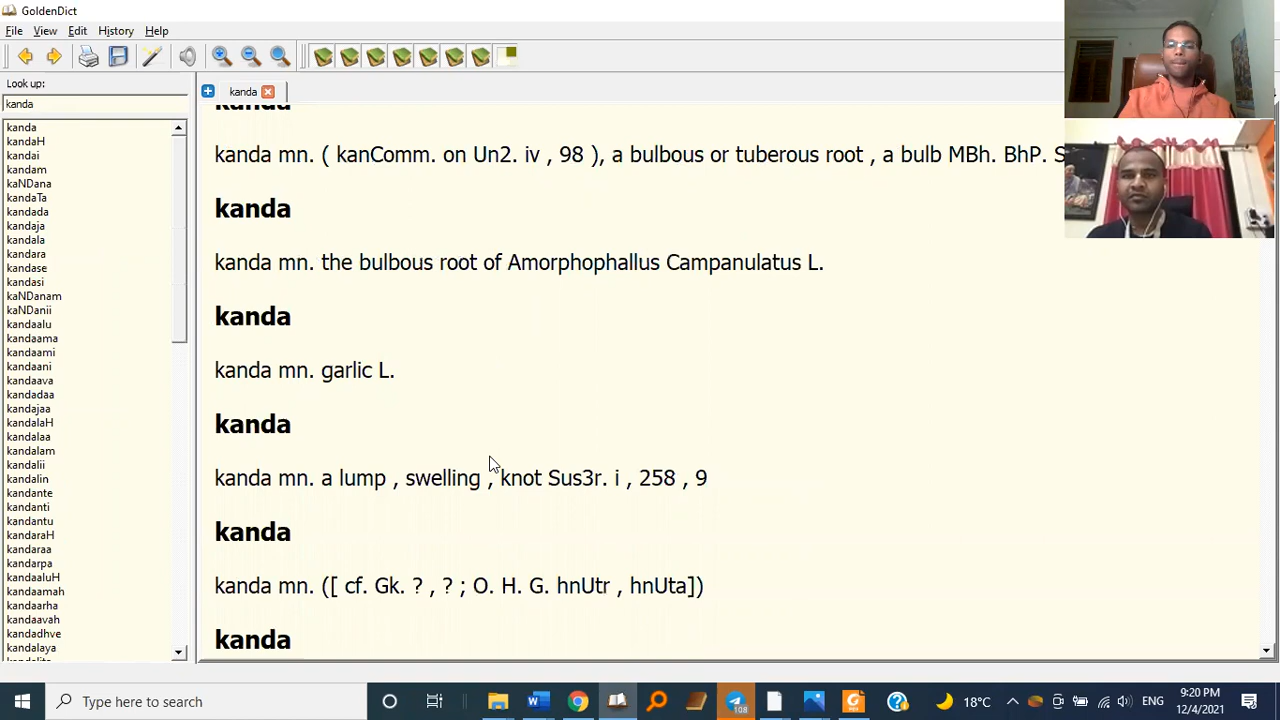 GoldenDict
File View Edit History Help
Look up:
kanda
kanda
kanda
kandaH
kandai
kandam
kaNDana
kandaTa
kandada
kandaja
kandala
kandara
kandase
kandasi
kaNDanam
kaNDanii
kandaalu
kandaama
kandaami
kandaani
kandaava
kandadaa
kandajaa
kandalaH
kandalaa
kandalam
kandalii
kandalin
kandante
kandanti
kandantu
kandaraH
kandaraa
kandarpa
kandaaluH
kandaamah
kandaarha
kandaavah
kandadhve
kandalaya
kanda
kanda mn. ( kanComm. on Un2. iv , 98 ), a bulbous or tuberous root , a bulb MBh. BhP. S
kanda
kanda mn. the bulbous root of Amorphophallus Campanulatus L.
kanda
kanda mn. garlic L.
kanda
kanda mn. a lump , swelling , knot Sus3r. i , 258 , 9
kanda
kanda mn. ([ cf. Gk. ? , ? ; O. H. G. hnUtr , hnUta])
kanda
Type here to search
108
18°C
ENG
9:20 PM
12/4/2021